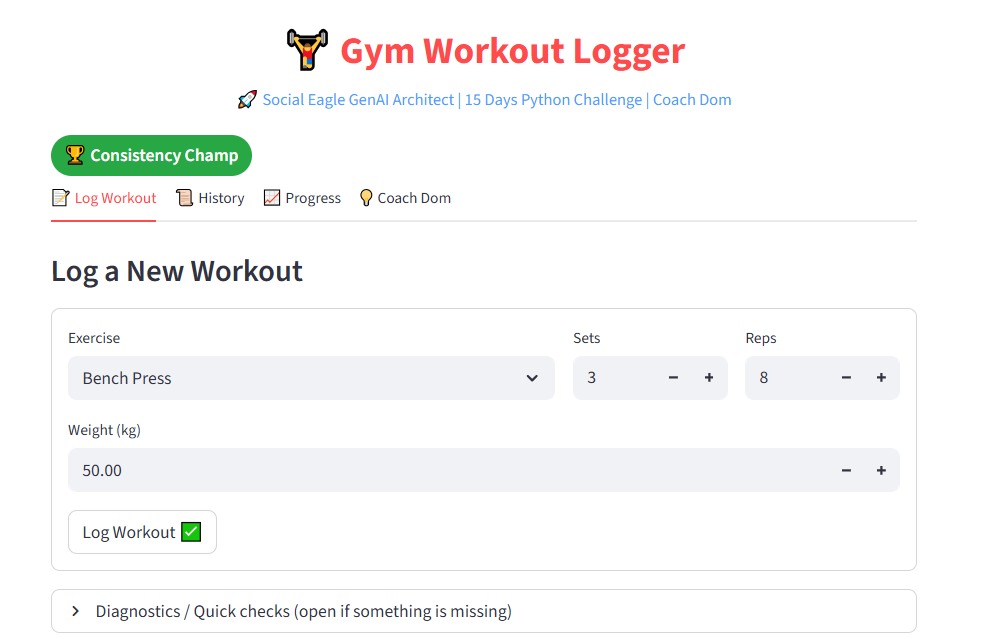 Gym Workout Logger
Social Eagle GenAI Architect | 15 Days Python Challenge | Coach Dom
Consistency Champ
Log Workout History Progress Coach Dom
Log a New Workout
Exercise Sets Reps
Bench Press 3 − + 8 − +
Weight (kg)
50.00 − +
Log Workout ✅
Diagnostics / Quick checks (open if something is missing)